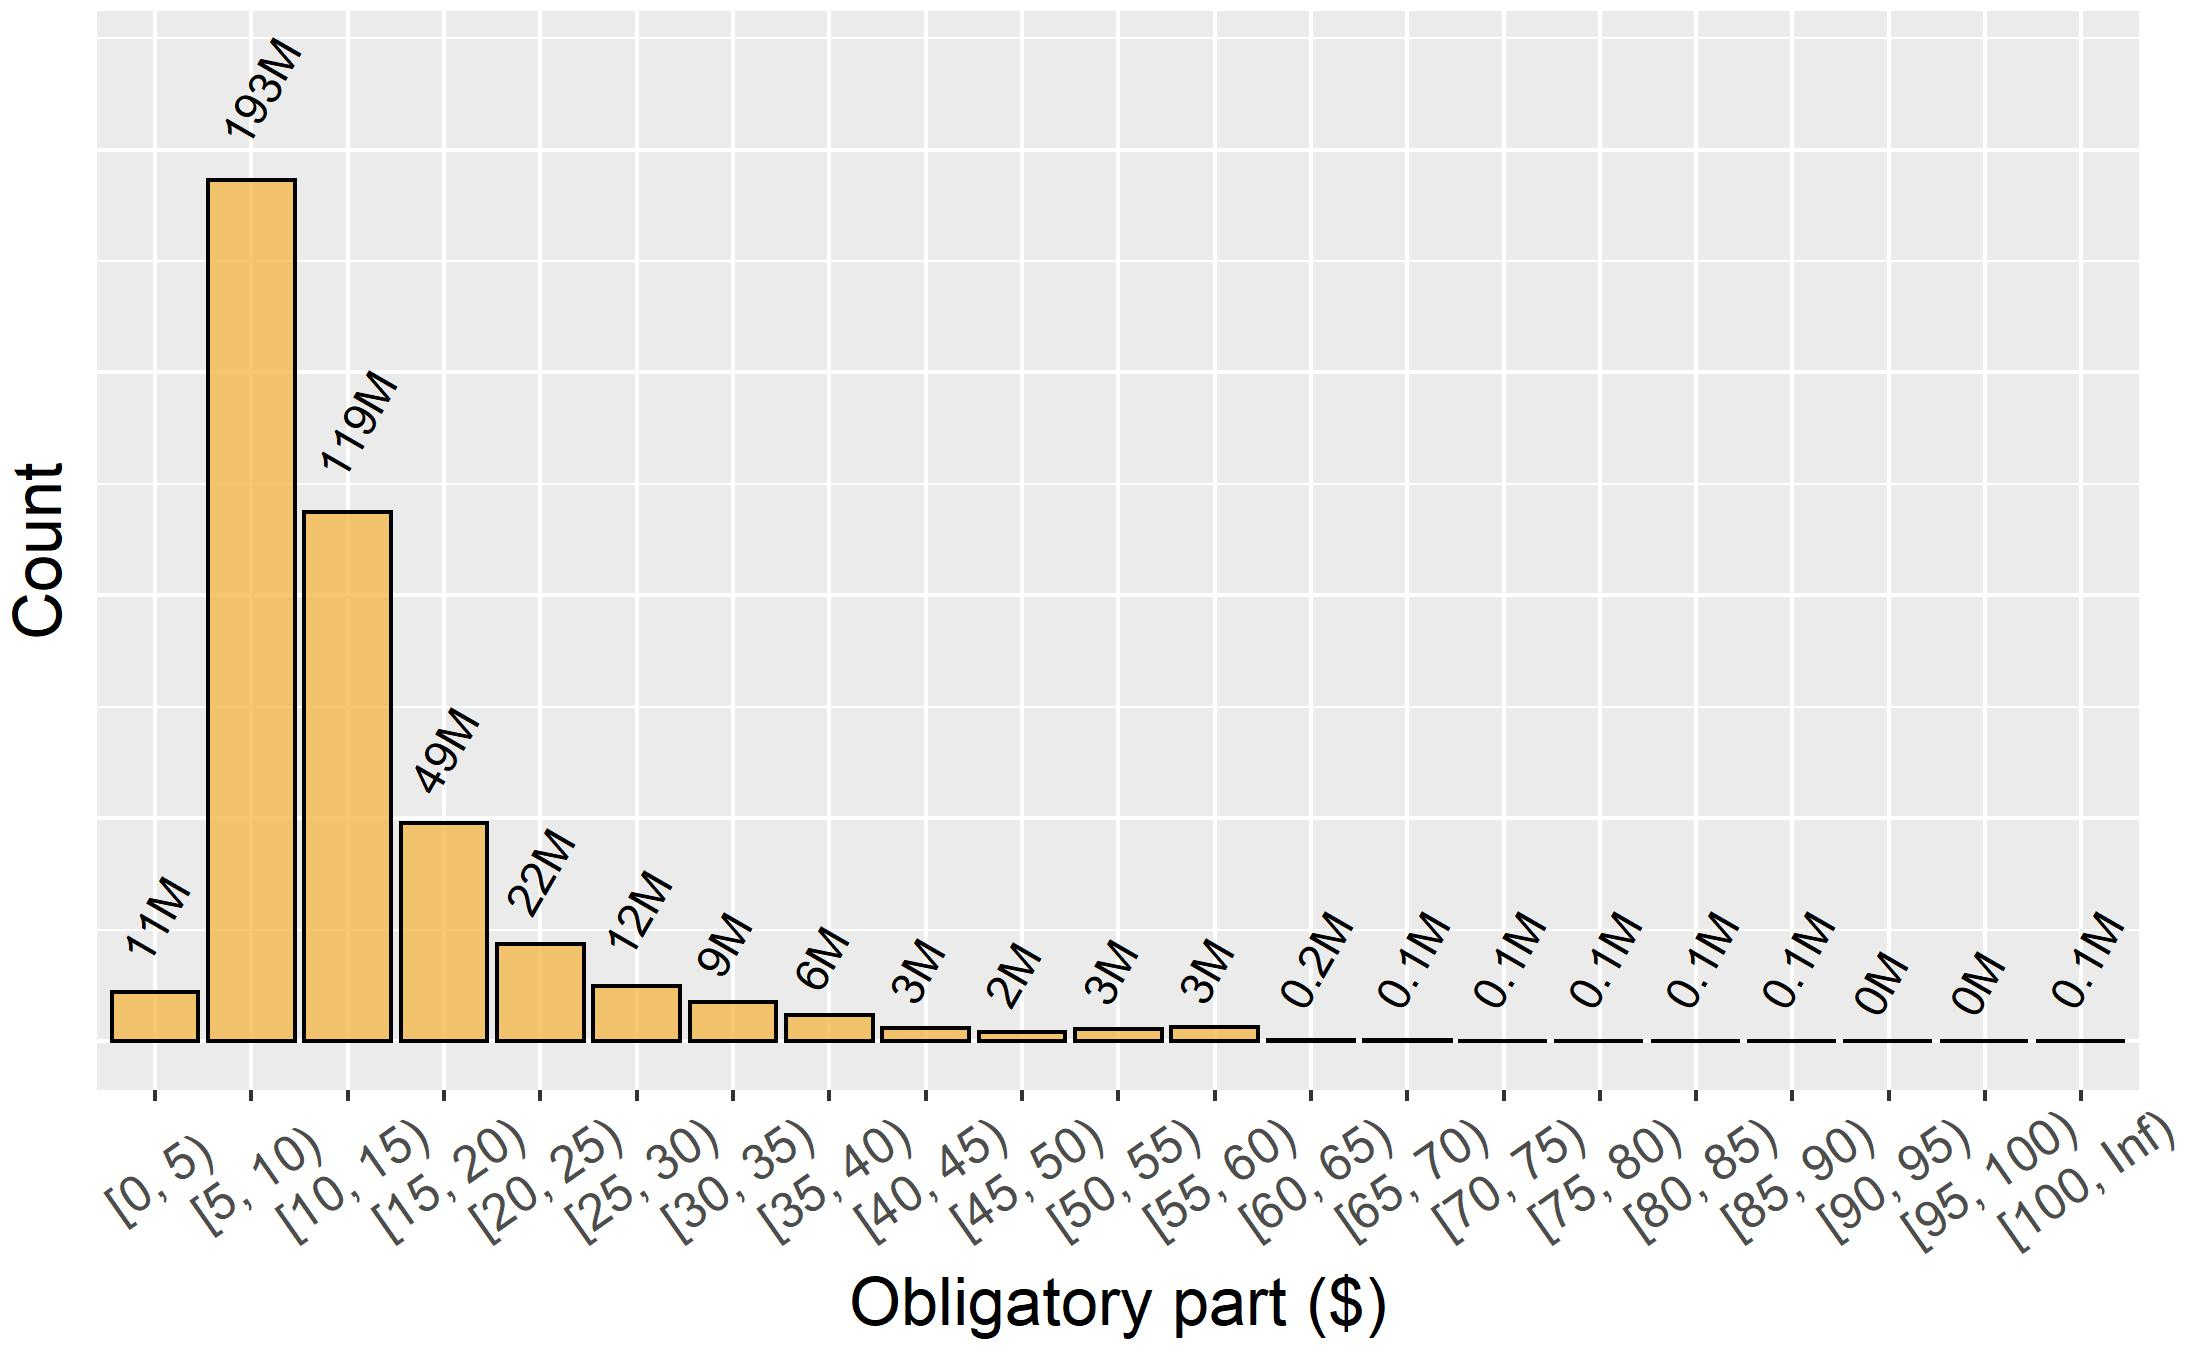 Count
193M
119M
49M
11M
22M
12M
9M
6M
3M
2M
3M
3M
0.2M
0.1M
0.1M
0.1M
0.1M
0.1M
0M
0M
0.1M
[0, 5)
[5, 10)
[10, 15)
[15, 20)
[20, 25)
[25, 30)
[30, 35)
[35, 40)
[40, 45)
[45, 50)
[50, 55)
[55, 60)
[60, 65)
[65, 70)
[70, 75)
[75, 80)
[80, 85)
[85, 90)
[90, 95)
[95, 100)
[100, Inf)
Obligatory part ($)